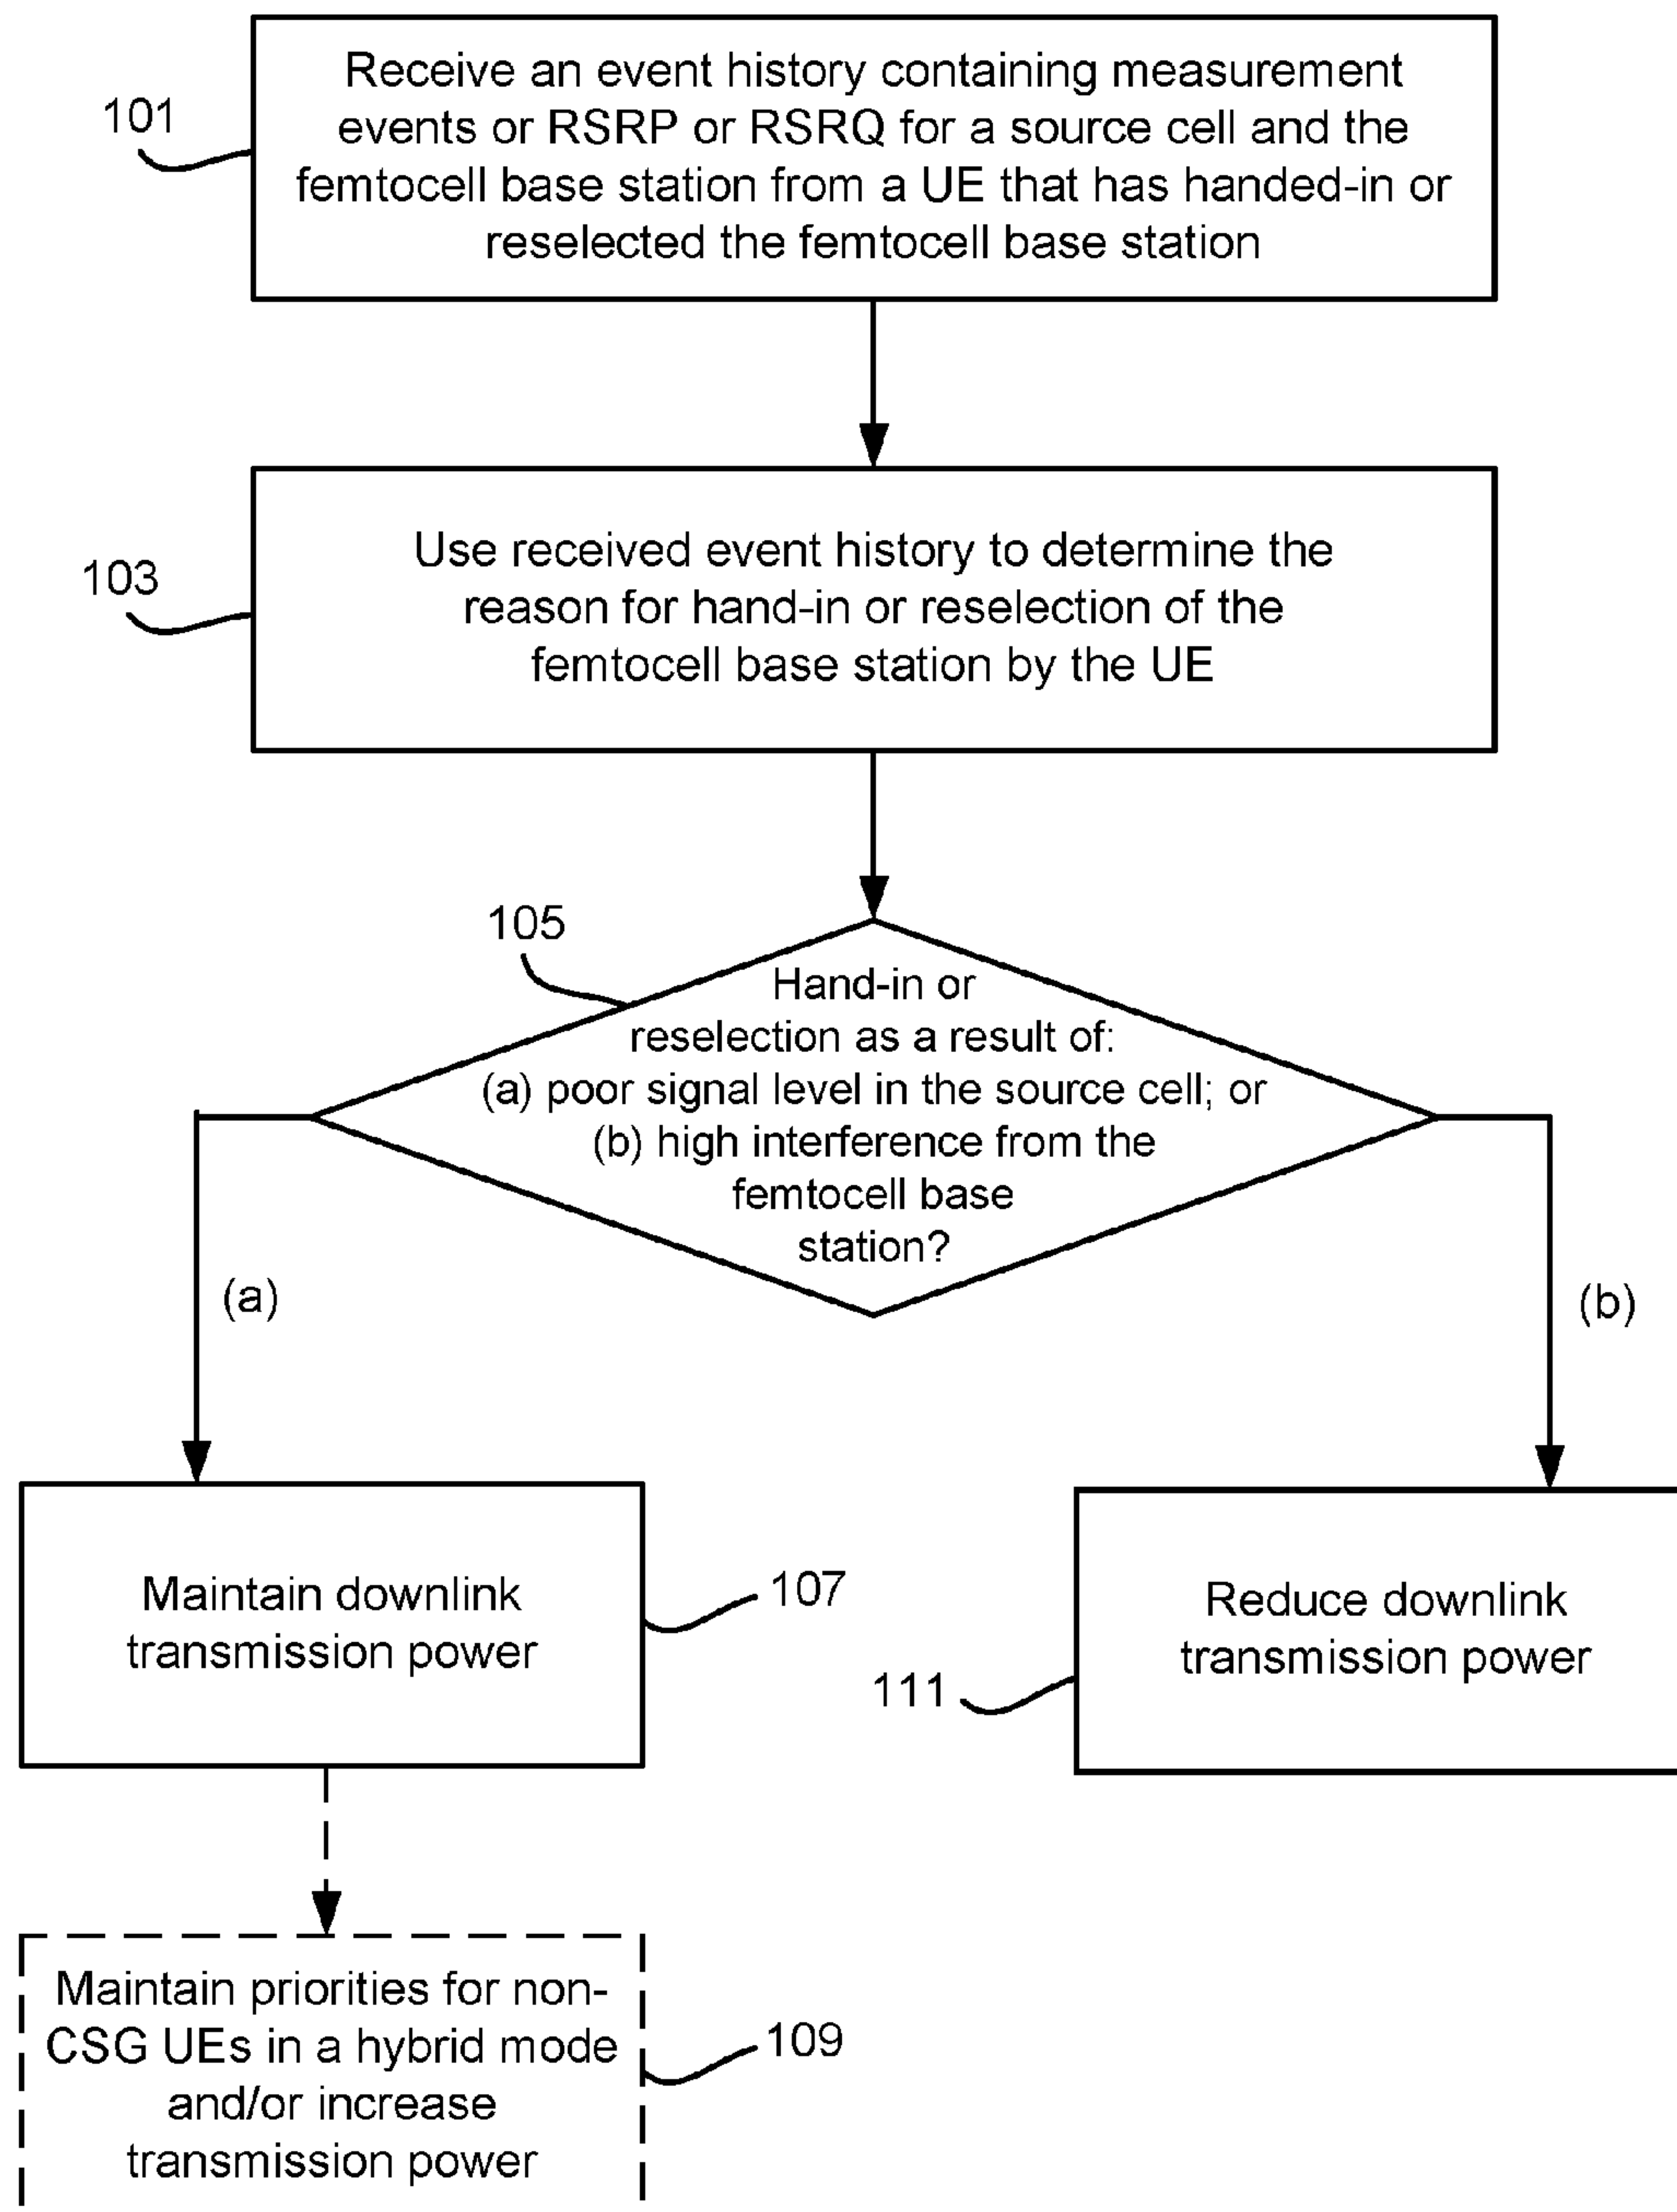 Receive an event history containing measurement
events or RSRP or RSRQ for a source cell and the
femtocell base station from a UE that has handed-in or
reselected the femtocell base station
101
Use received event history to determine the
reason for hand-in or reselection of the
femtocell base station by the UE
103
105
Hand-in or
reselection as a result of:
(a) poor signal level in the source cell; or
(b) high interference from the
femtocell base
station?
(a)
(b)
Maintain downlink
transmission power
107
Reduce downlink
transmission power
111
Maintain priorities for non-
CSG UEs in a hybrid mode
and/or increase
transmission power
109